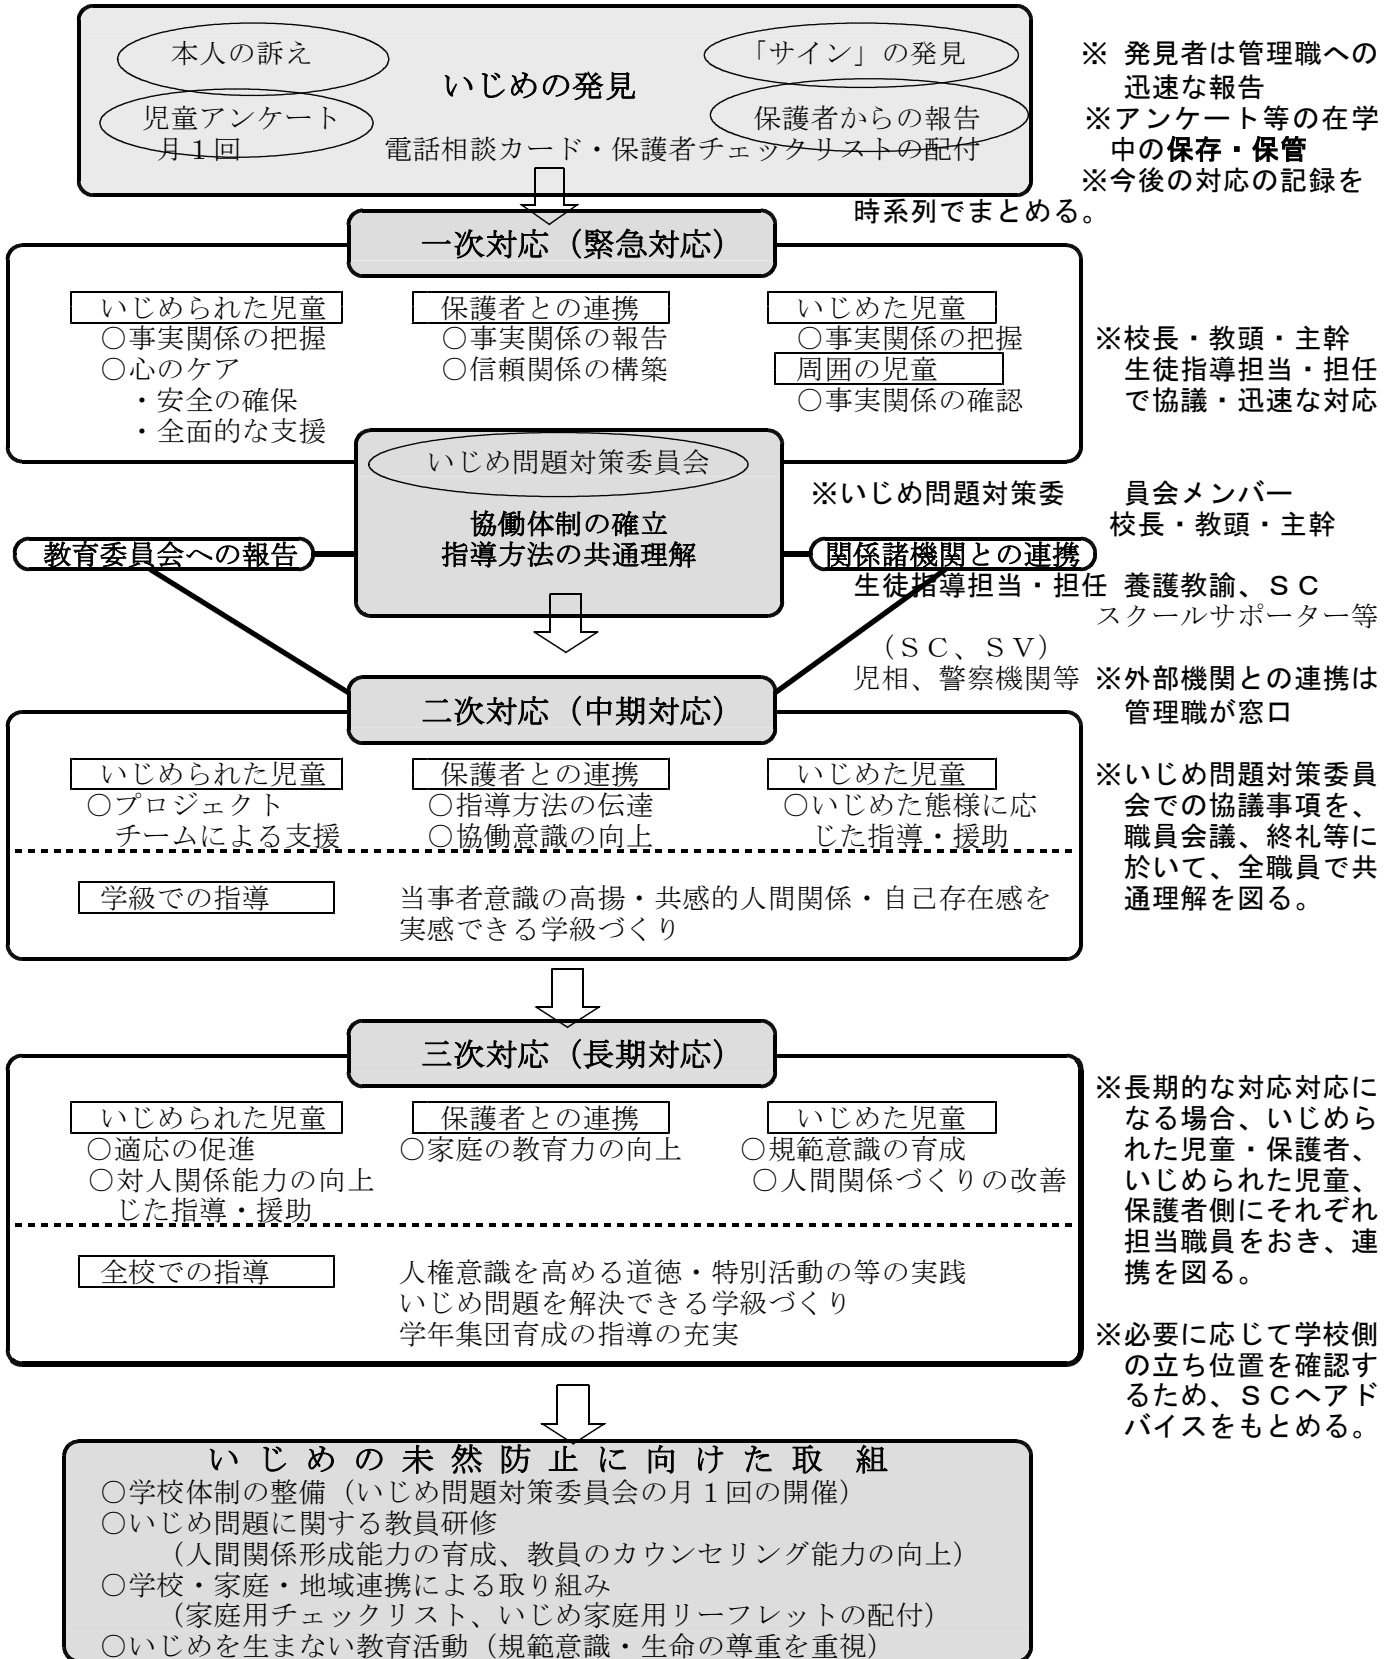 本人の訴え
「サイン」の発見
いじめの発見
児童アンケート
月１回
保護者からの報告
電話相談カード・保護者チェックリストの配付
※ 発見者は管理職への
迅速な報告
※アンケート等の在学
中の保存・保管
※今後の対応の記録を
時系列でまとめる。
一次対応（緊急対応）
いじめられた児童
○事実関係の把握
○心のケア
・安全の確保
・全面的な支援
保護者との連携
○事実関係の報告
○信頼関係の構築
いじめた児童
○事実関係の把握
周囲の児童
○事実関係の確認
※校長・教頭・主幹
生徒指導担当・担任
で協議・迅速な対応
いじめ問題対策委員会
協働体制の確立
指導方法の共通理解
教育委員会への報告
関係諸機関との連携
※いじめ問題対策委　員会メンバー
校長・教頭・主幹
生徒指導担当・担任 養護教諭、ＳＣ
スクールサポーター等
（ＳＣ、ＳＶ）
児相、警察機関等
※外部機関との連携は
管理職が窓口
二次対応（中期対応）
いじめられた児童
○プロジェクト
チームによる支援
保護者との連携
○指導方法の伝達
○協働意識の向上
いじめた児童
○いじめた態様に応
じた指導・援助
学級での指導
当事者意識の高揚・共感的人間関係・自己存在感を
実感できる学級づくり
※いじめ問題対策委員
会での協議事項を、
職員会議、終礼等に
於いて、全職員で共
通理解を図る。
三次対応（長期対応）
いじめられた児童
○適応の促進
○対人関係能力の向上
じた指導・援助
保護者との連携
○家庭の教育力の向上
いじめた児童
○規範意識の育成
○人間関係づくりの改善
全校での指導
人権意識を高める道徳・特別活動の等の実践
いじめ問題を解決できる学級づくり
学年集団育成の指導の充実
※長期的な対応対応に
なる場合、いじめら
れた児童・保護者、
いじめられた児童、
保護者側にそれぞれ
担当職員をおき、連
携を図る。
※必要に応じて学校側
の立ち位置を確認す
るため、ＳＣへアド
バイスをもとめる。
いじめの未然防止に向けた取組
○学校体制の整備（いじめ問題対策委員会の月１回の開催）
○いじめ問題に関する教員研修
（人間関係形成能力の育成、教員のカウンセリング能力の向上）
○学校・家庭・地域連携による取り組み
（家庭用チェックリスト、いじめ家庭用リーフレットの配付）
○いじめを生まない教育活動（規範意識・生命の尊重を重視）